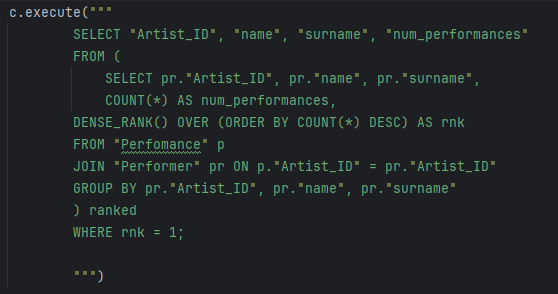 c.execute("""
SELECT "Artist_ID", "name", "surname", "num_performances"
FROM (
SELECT pr."Artist_ID", pr."name", pr."surname",
COUNT(*) AS num_performances,
DENSE_RANK() OVER (ORDER BY COUNT(*) DESC) AS rnk
FROM "Perfomance" p
JOIN "Performer" pr ON p."Artist_ID" = pr."Artist_ID"
GROUP BY pr."Artist_ID", pr."name", pr."surname"
) ranked
WHERE rnk = 1;
""")